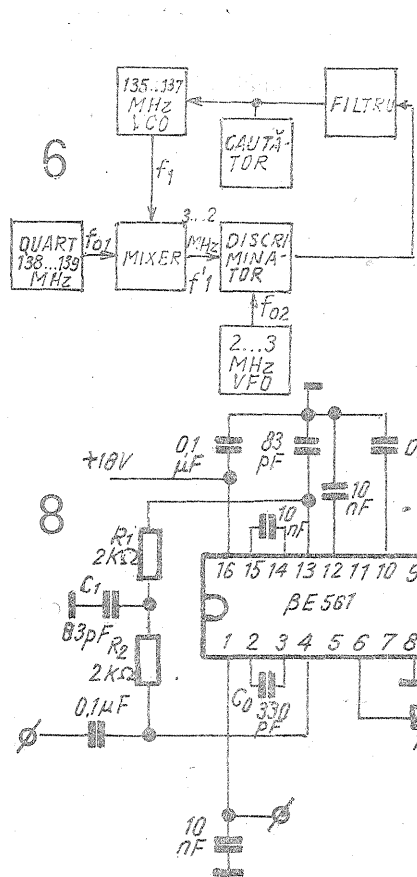 6
135...137
MHz
VCO
FILTRU
CAUTĂ-
TOR
f1
QUART
138...139
MHz
f01
MIXER
3...2
MHz
f'1
DISCRI
MINA-
TOR
f02
2...3
MHz
VFO
8
+18V
0,1
µF
83
pF
10
nF
10
nF
R1
2KΩ
C1
83pF
R2
2KΩ
0,1µF
16 15 14 13 12 11 10 9
βE 561
1 2 3 4 5 6 7 8
C0
330
pF
10
nF